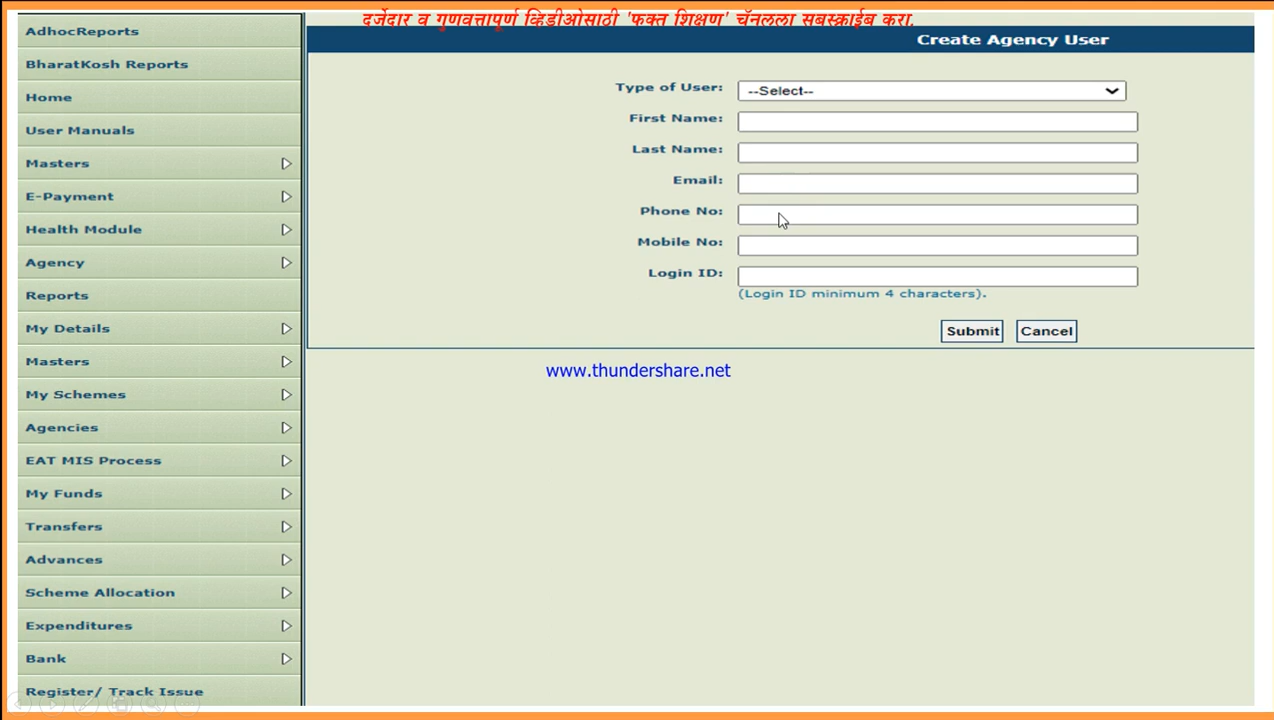 दर्जेदार व गुणवत्तापूर्ण व्हिडीओसाठी 'फक्त शिक्षण' चॅनलला सबस्क्राईब करा.
AdhocReports
BharatKosh Reports
Home
User Manuals
Masters
E-Payment
Health Module
Agency
Reports
My Details
Masters
My Schemes
Agencies
EAT MIS Process
My Funds
Transfers
Advances
Scheme Allocation
Expenditures
Bank
Register/ Track Issue
Create Agency User
Type of User: --Select--
First Name:
Last Name:
Email:
Phone No:
Mobile No:
Login ID:
(Login ID minimum 4 characters).
Submit Cancel
www.thundershare.net